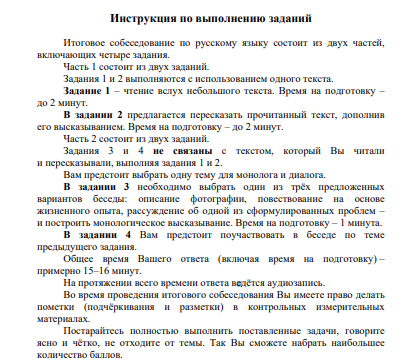 Инструкция по выполнению заданий
Итоговое собеседование по русскому языку состоит из двух частей,
включающих четыре задания.
Часть 1 состоит из двух заданий.
Задания 1 и 2 выполняются с использованием одного текста.
Задание 1 – чтение вслух небольшого текста. Время на подготовку –
до 2 минут.
В задании 2 предлагается пересказать прочитанный текст, дополнив
его высказыванием. Время на подготовку – до 2 минут.
Часть 2 состоит из двух заданий.
Задания 3 и 4 не связаны с текстом, который Вы читали
и пересказывали, выполняя задания 1 и 2.
Вам предстоит выбрать одну тему для монолога и диалога.
В задании 3 необходимо выбрать один из трёх предложенных
вариантов беседы: описание фотографии, повествование на основе
жизненного опыта, рассуждение об одной из сформулированных проблем –
и построить монологическое высказывание. Время на подготовку – 1 минута.
В задании 4 Вам предстоит поучаствовать в беседе по теме
предыдущего задания.
Общее время Вашего ответа (включая время на подготовку) –
примерно 15–16 минут.
На протяжении всего времени ответа ведётся аудиозапись.
Во время проведения итогового собеседования Вы имеете право делать
пометки (подчёркивания и разметки) в контрольных измерительных
материалах.
Постарайтесь полностью выполнить поставленные задачи, говорите
ясно и чётко, не отходите от темы. Так Вы сможете набрать наибольшее
количество баллов.